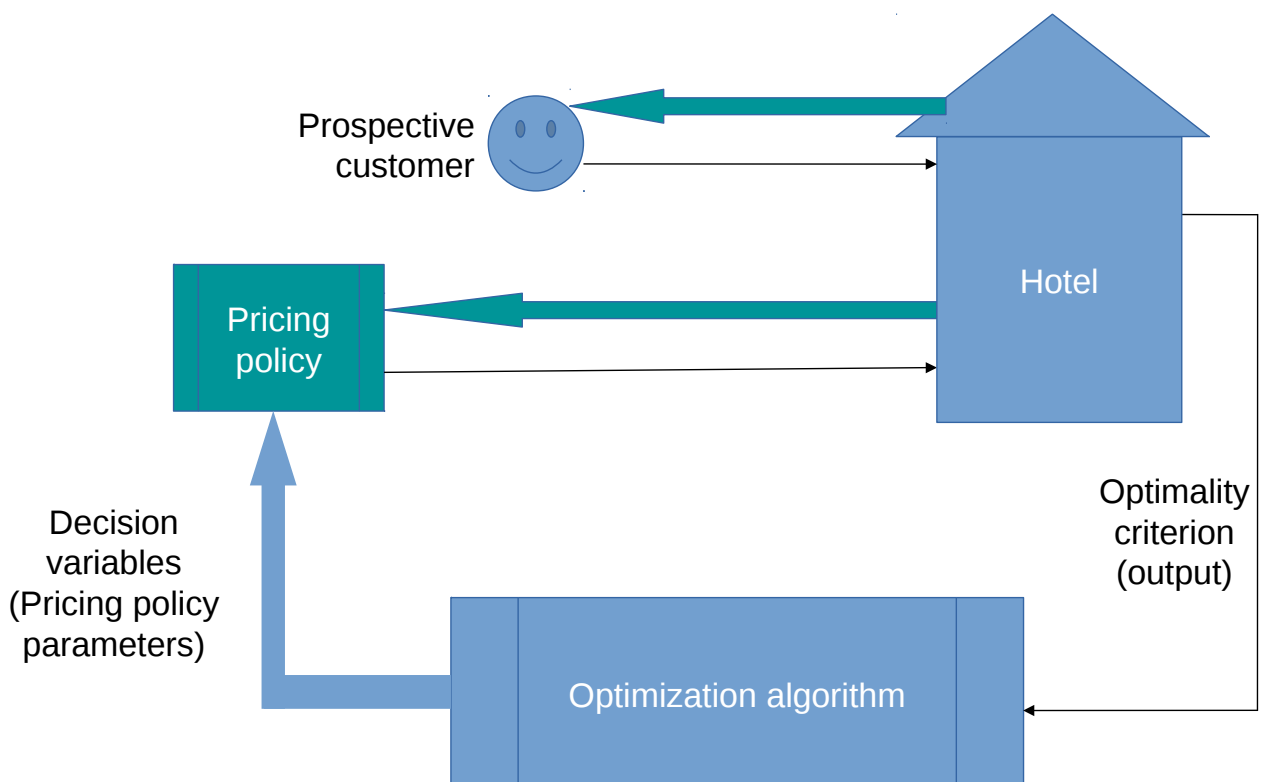 Prospective
customer
Hotel
Pricing
policy
Optimality
criterion
(output)
Decision
variables
(Pricing policy
parameters)
Optimization algorithm